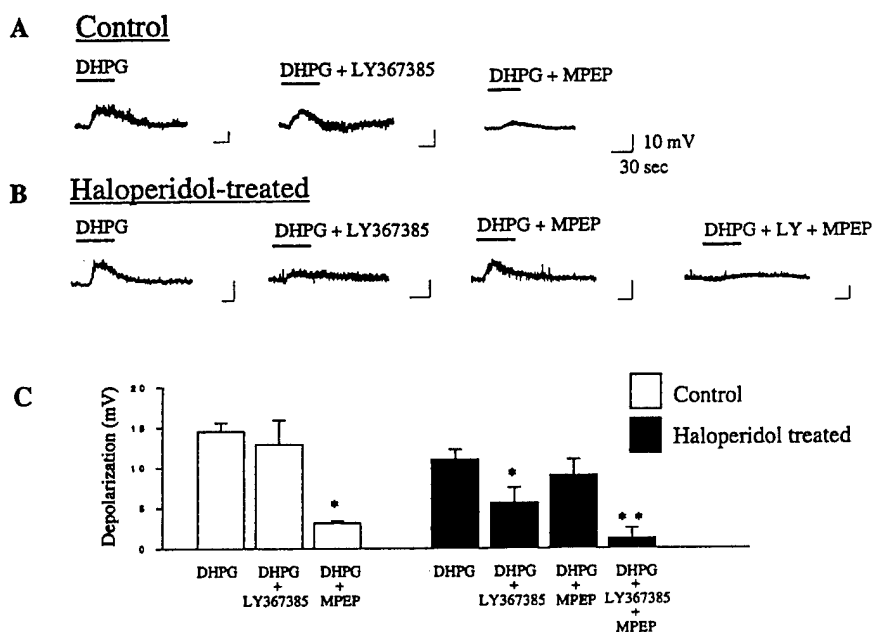 A Control
DHPG
DHPG + LY367385
DHPG + MPEP
10 mV
30 sec
B Haloperidol-treated
DHPG
DHPG + LY367385
DHPG + MPEP
DHPG + LY + MPEP
C
Depolarization (mV)
20
15
10
5
0
*
*
* *
Control
Haloperidol treated
DHPG
DHPG
+
LY367385
DHPG
+
MPEP
DHPG
DHPG
+
LY367385
DHPG
+
MPEP
DHPG
+
LY367385
+
MPEP